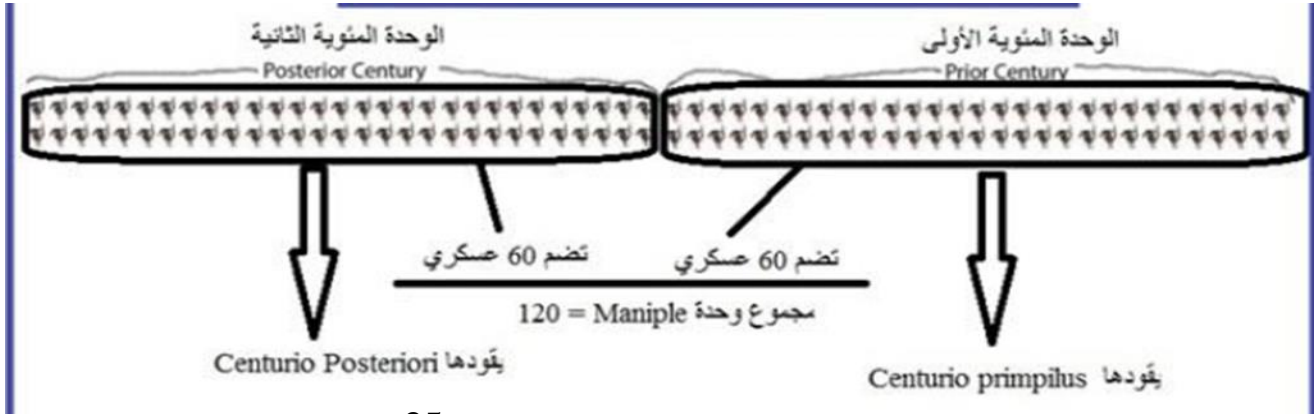 الوحدة المئوية الأولى
Prior Century
الوحدة المئوية الثانية
Posterior Century
تضم 60 عسكري
تضم 60 عسكري
مجموع وحدة Maniple = 120
يقودها Centurio primpilus
يقودها Centurio Posteriori